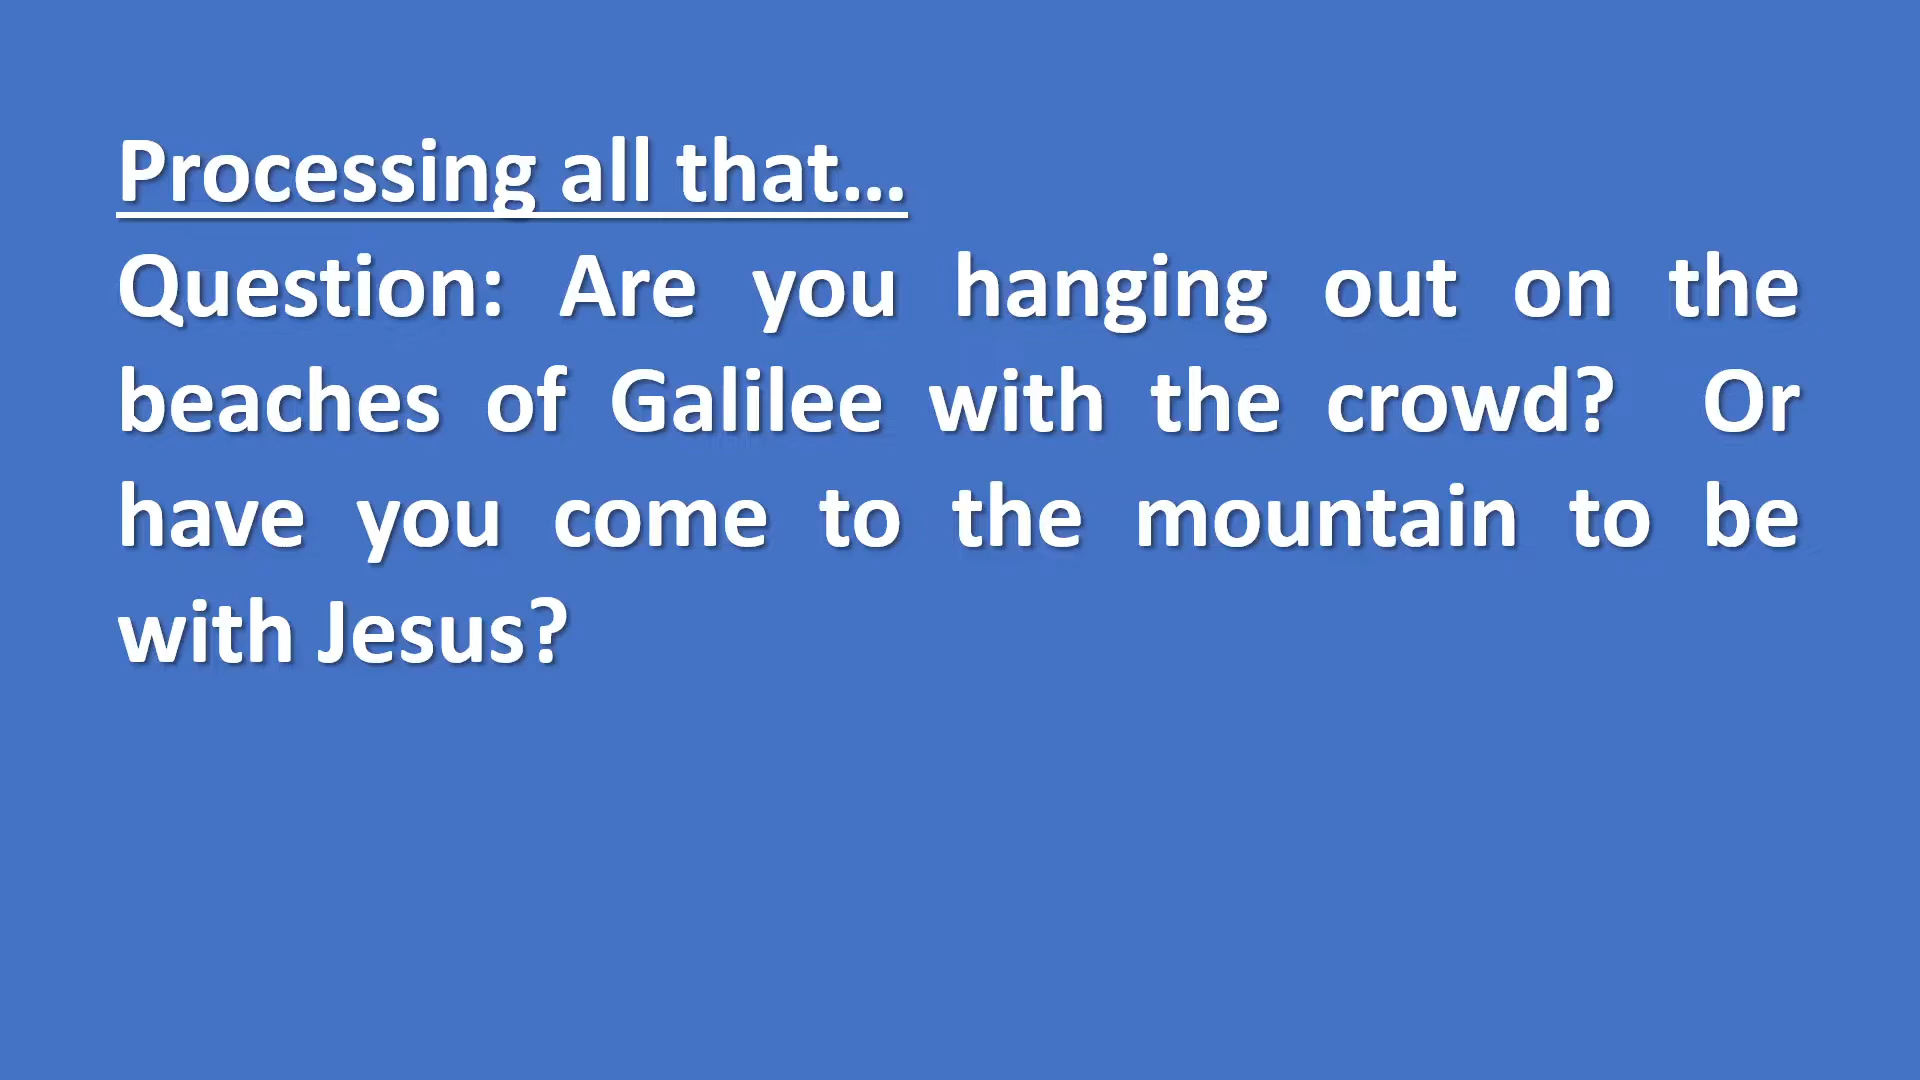 Processing all that...
Question: Are you hanging out on the
beaches of Galilee with the crowd? Or
have you come to the mountain to be
with Jesus?